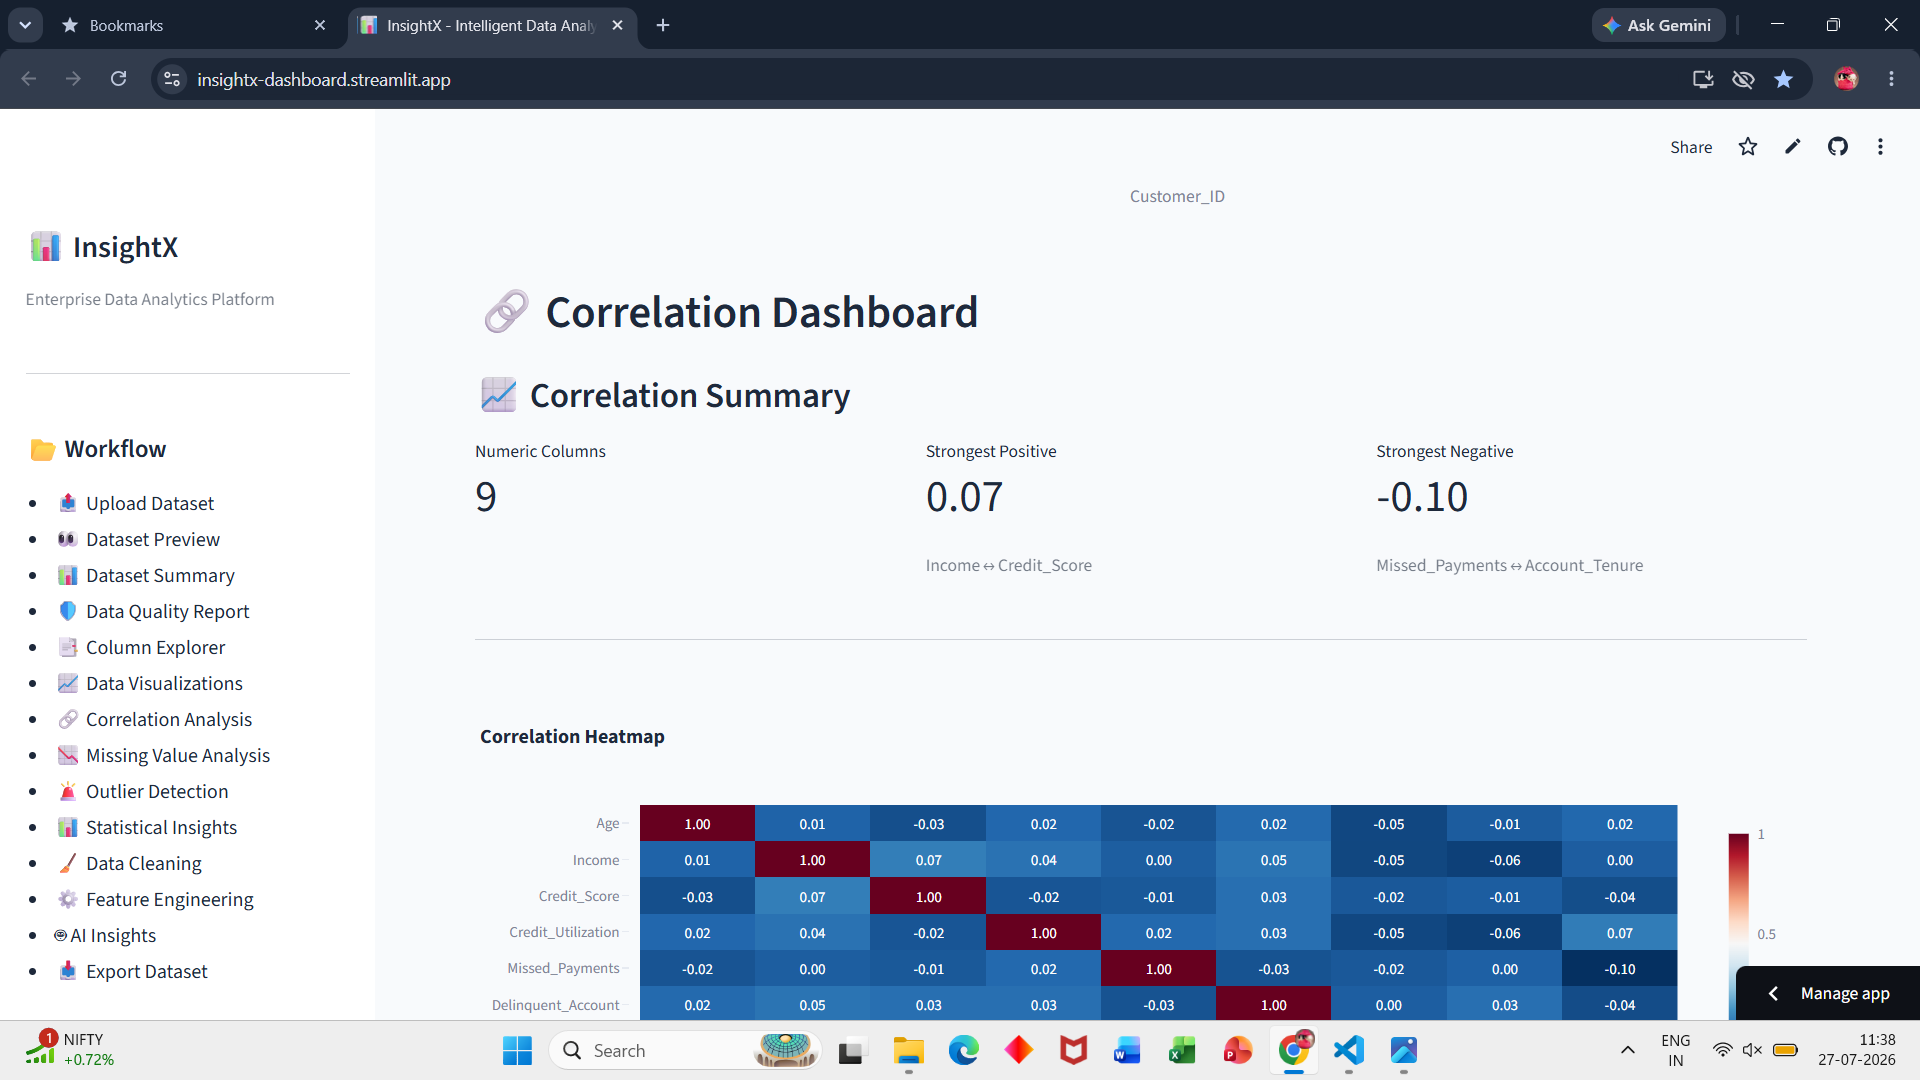 Bookmarks
InsightX - Intelligent Data Analy
Ask Gemini
insightx-dashboard.streamlit.app
Share
InsightX
Enterprise Data Analytics Platform
Workflow
Upload Dataset
Dataset Preview
Dataset Summary
Data Quality Report
Column Explorer
Data Visualizations
Correlation Analysis
Missing Value Analysis
Outlier Detection
Statistical Insights
Data Cleaning
Feature Engineering
AI Insights
Export Dataset
Customer_ID
Correlation Dashboard
Correlation Summary
Numeric Columns
9
Strongest Positive
0.07
Income↔Credit_Score
Strongest Negative
-0.10
Missed_Payments↔Account_Tenure
Correlation Heatmap
Age 1.00 0.01 -0.03 0.02 -0.02 0.02 -0.05 -0.01 0.02
Income 0.01 1.00 0.07 0.04 0.00 0.05 -0.05 -0.06 0.00
Credit_Score -0.03 0.07 1.00 -0.02 -0.01 0.03 -0.02 -0.01 -0.04
Credit_Utilization 0.02 0.04 -0.02 1.00 0.02 0.03 -0.05 -0.06 0.07
Missed_Payments -0.02 0.00 -0.01 0.02 1.00 -0.03 -0.02 0.00 -0.10
Delinquent_Account 0.02 0.05 0.03 0.03 -0.03 1.00 0.00 0.03 -0.04
1
0.5
Manage app
1
NIFTY
+0.72%
Search
ENG
IN
11:38
27-07-2026